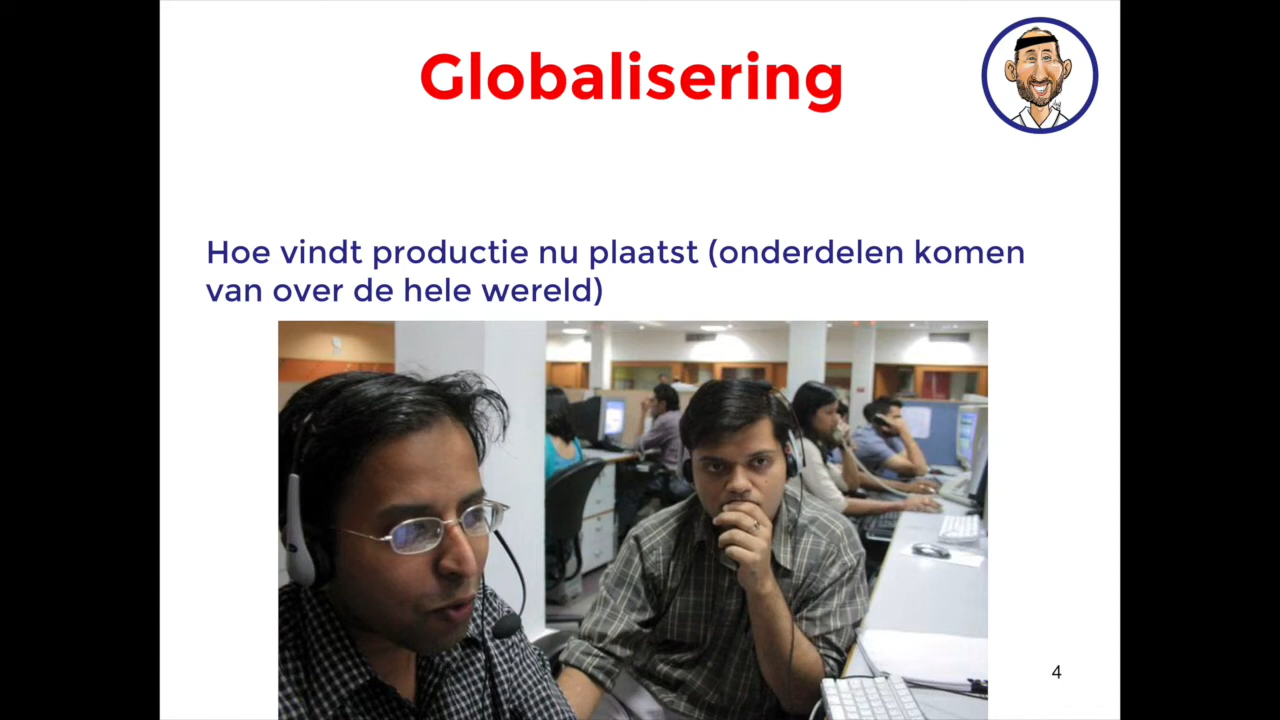 Globalisering
Hoe vindt productie nu plaatst (onderdelen komen
van over de hele wereld)
4